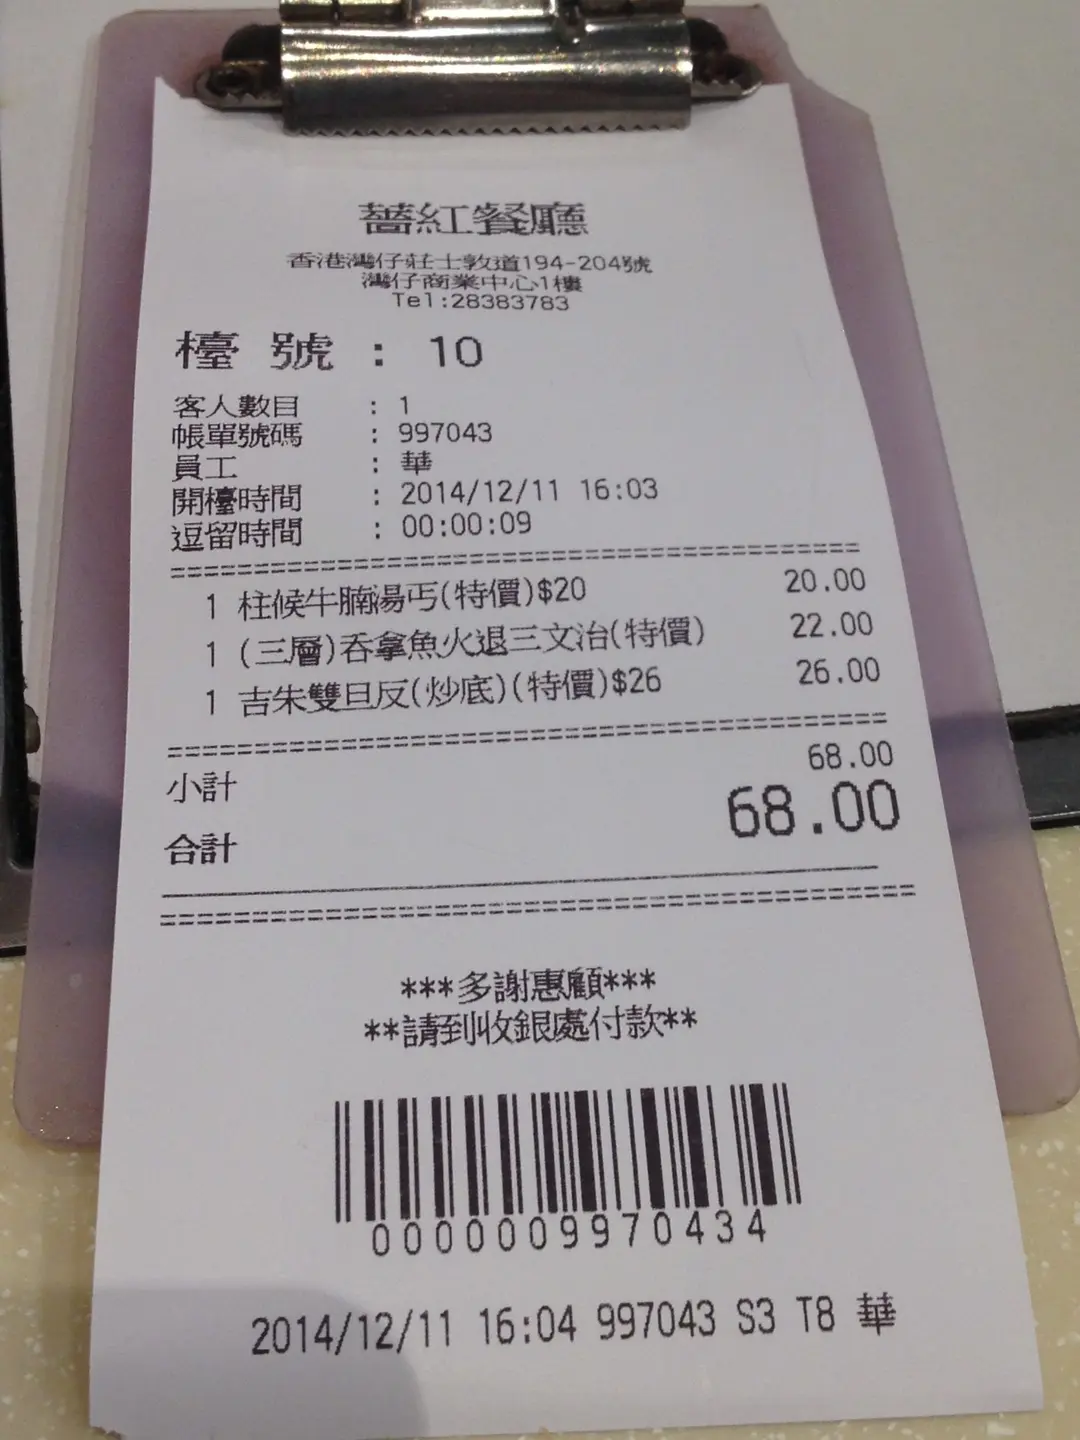 薔紅餐廳
香港灣仔莊士敦道194-204號
灣仔商業中心1樓
Tel:28383783
檯 號 : 10
客人數目 : 1
帳單號碼 : 997043
員工 : 華
開檯時間 : 2014/12/11 16:03
逗留時間 : 00:00:09
1 柱候牛腩湯丐(特價)$20 20.00
1 (三層)吞拿魚火退三文治(特價) 22.00
1 吉朱雙旦反(炒底)(特價)$26 26.00
小計 68.00
合計 68.00
***多謝惠顧***
**請到收銀處付款**
0000009970434
2014/12/11 16:04 997043 S3 T8 華